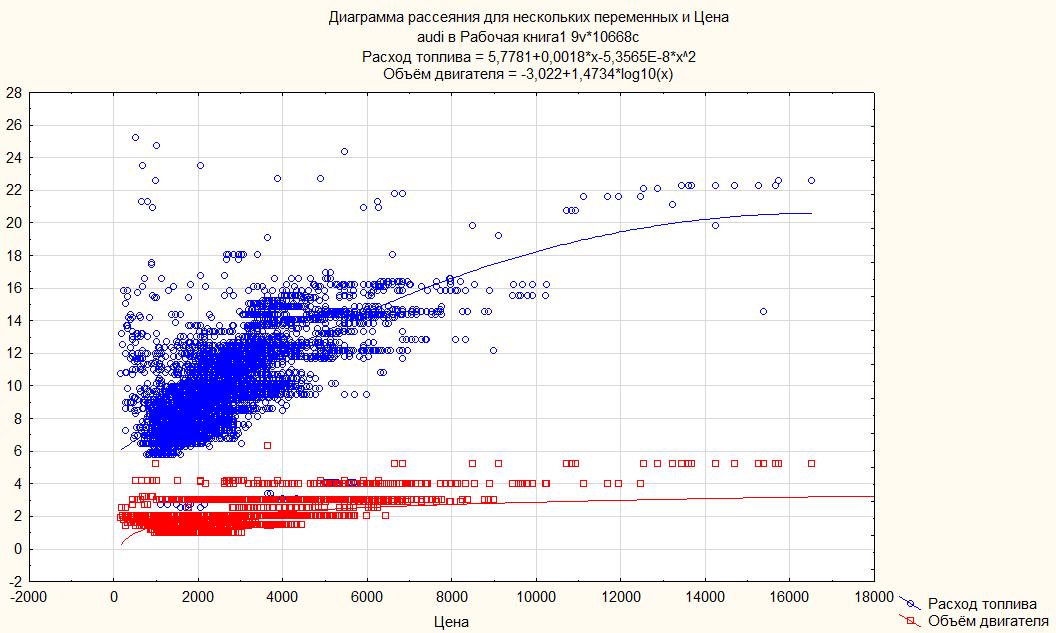 Диаграмма рассеяния для нескольких переменных и Цена
audi в Рабочая книга1 9v*10668c
Расход топлива = 5,7781+0,0018*x-5,3565E-8*x^2
Объём двигателя = -3,022+1,4734*log10(x)
28
26
24
22
20
18
16
14
12
10
8
6
4
2
0
-2
-2000 0 2000 4000 6000 8000 10000 12000 14000 16000 18000
Цена
Расход топлива
Объём двигателя